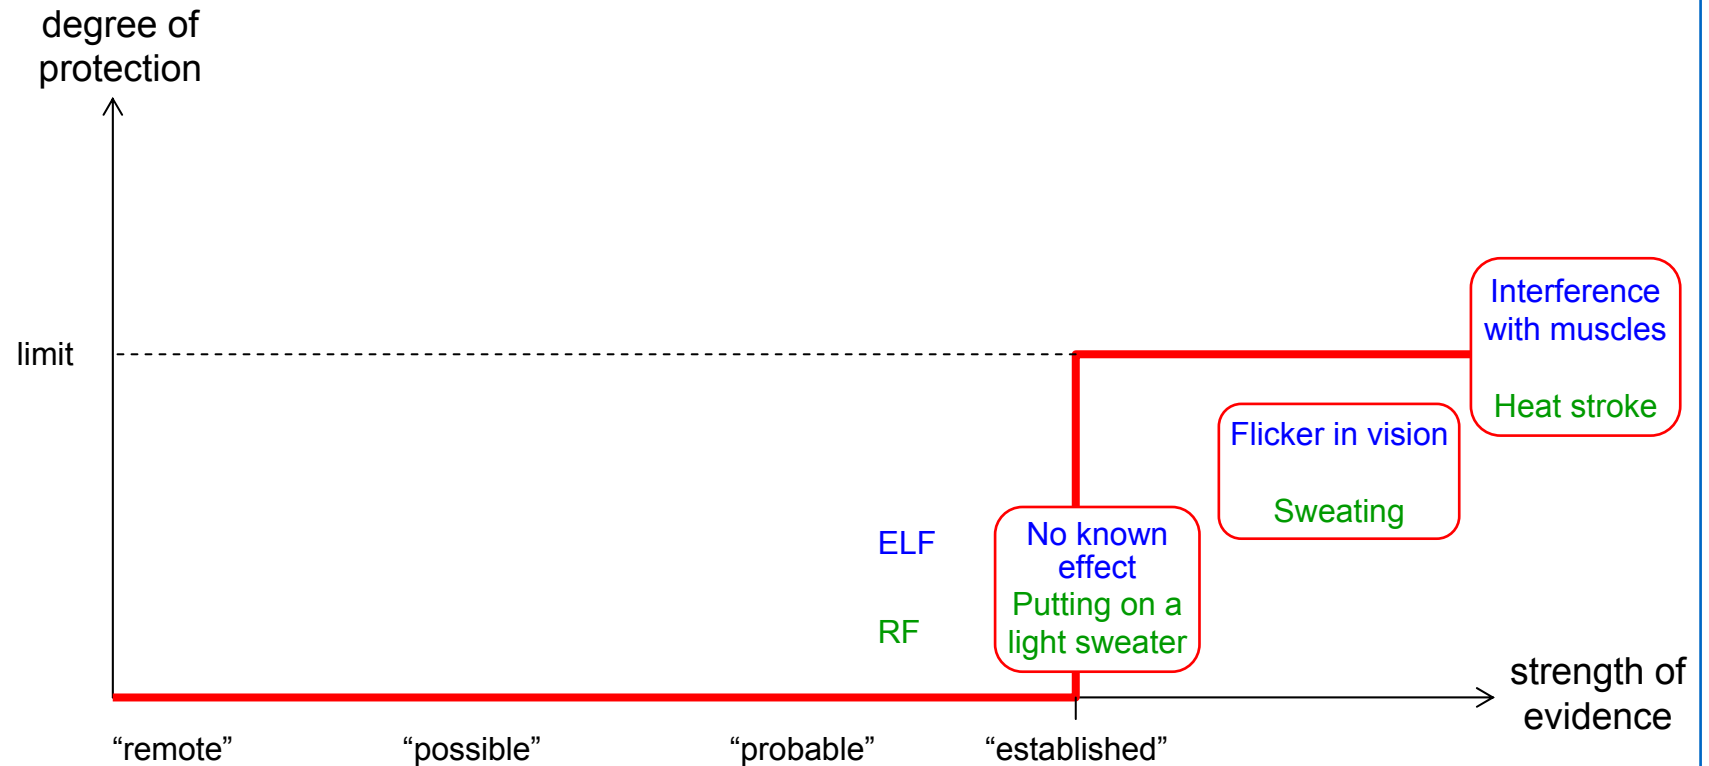 degree of
protection
limit
Interference
with muscles
Heat stroke
Flicker in vision
Sweating
ELF
RF
No known
effect
Putting on a
light sweater
strength of
evidence
“remote”
“possible”
“probable”
“established”